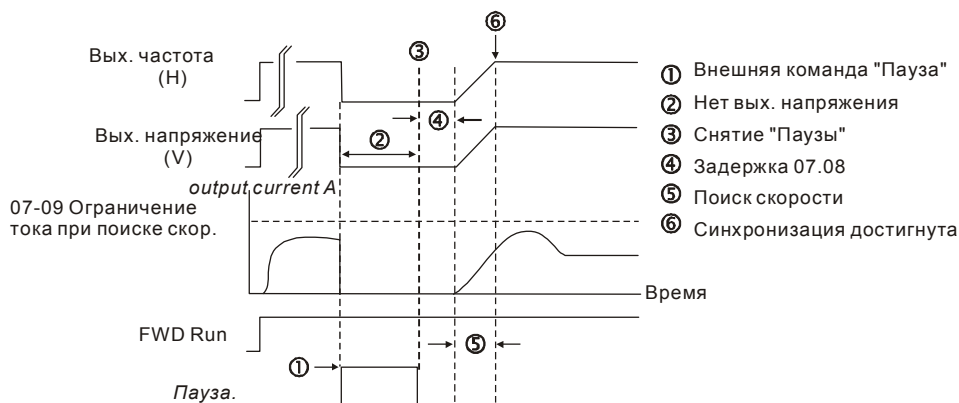 ⑥
Вых. частота
(H)
③
④
Вых. напряжение
(V)
②
output current A
07-09 Ограничение
тока при поиске скор.
Время
FWD Run
⑤
①
Пауза.
① Внешняя команда "Пауза"
② Нет вых. напряжения
③ Снятие "Паузы"
④ Задержка 07.08
⑤ Поиск скорости
⑥ Синхронизация достигнута